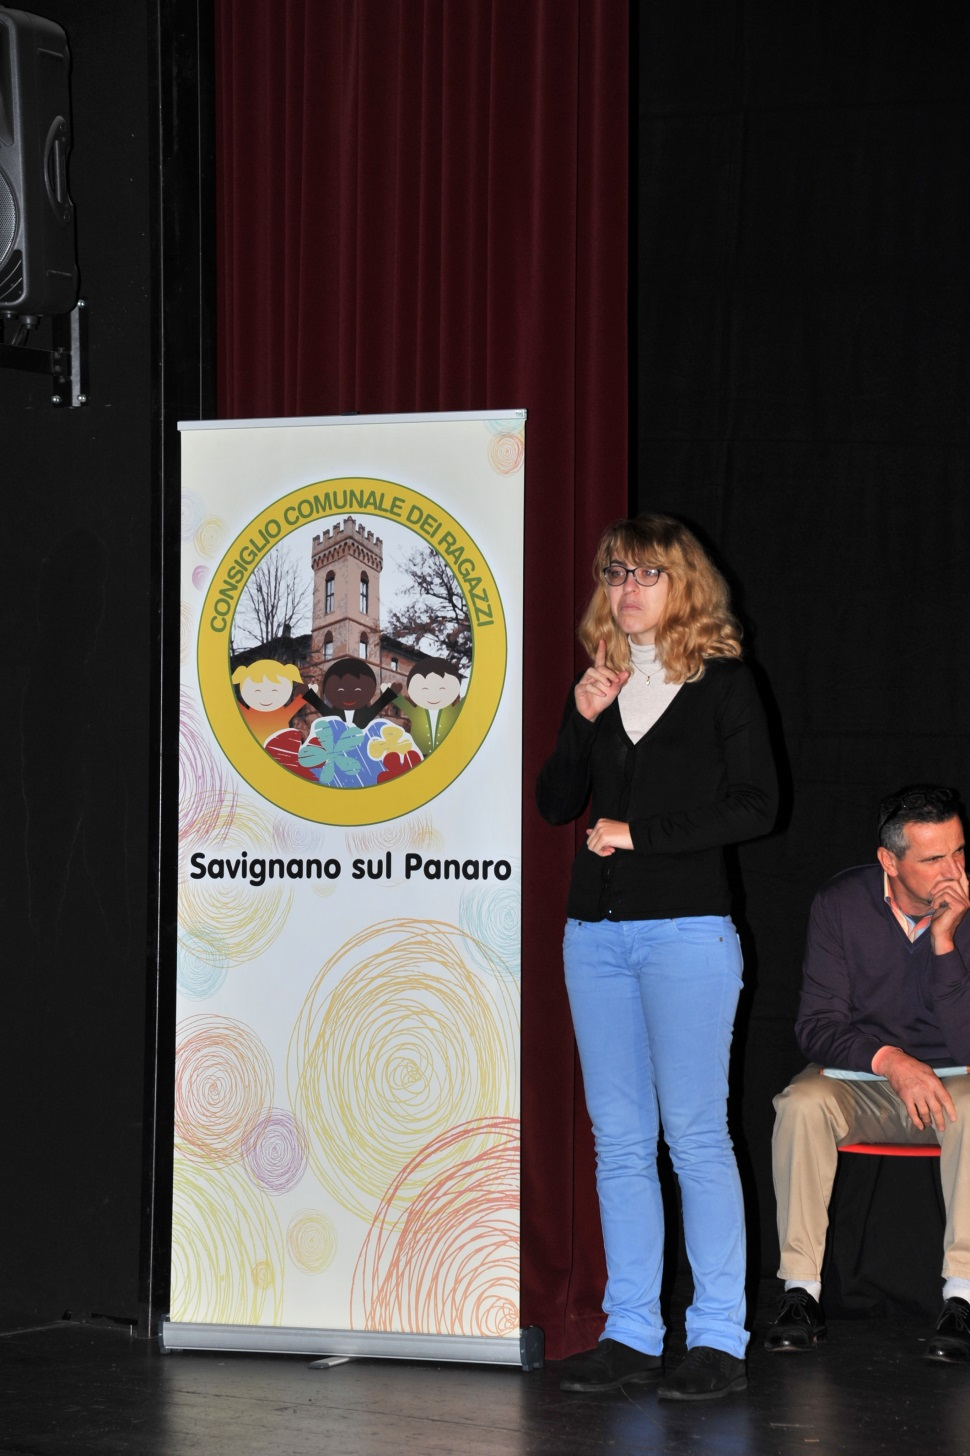 CONSIGLIO COMUNALE DEI RAGAZZI
Savignano sul Panaro